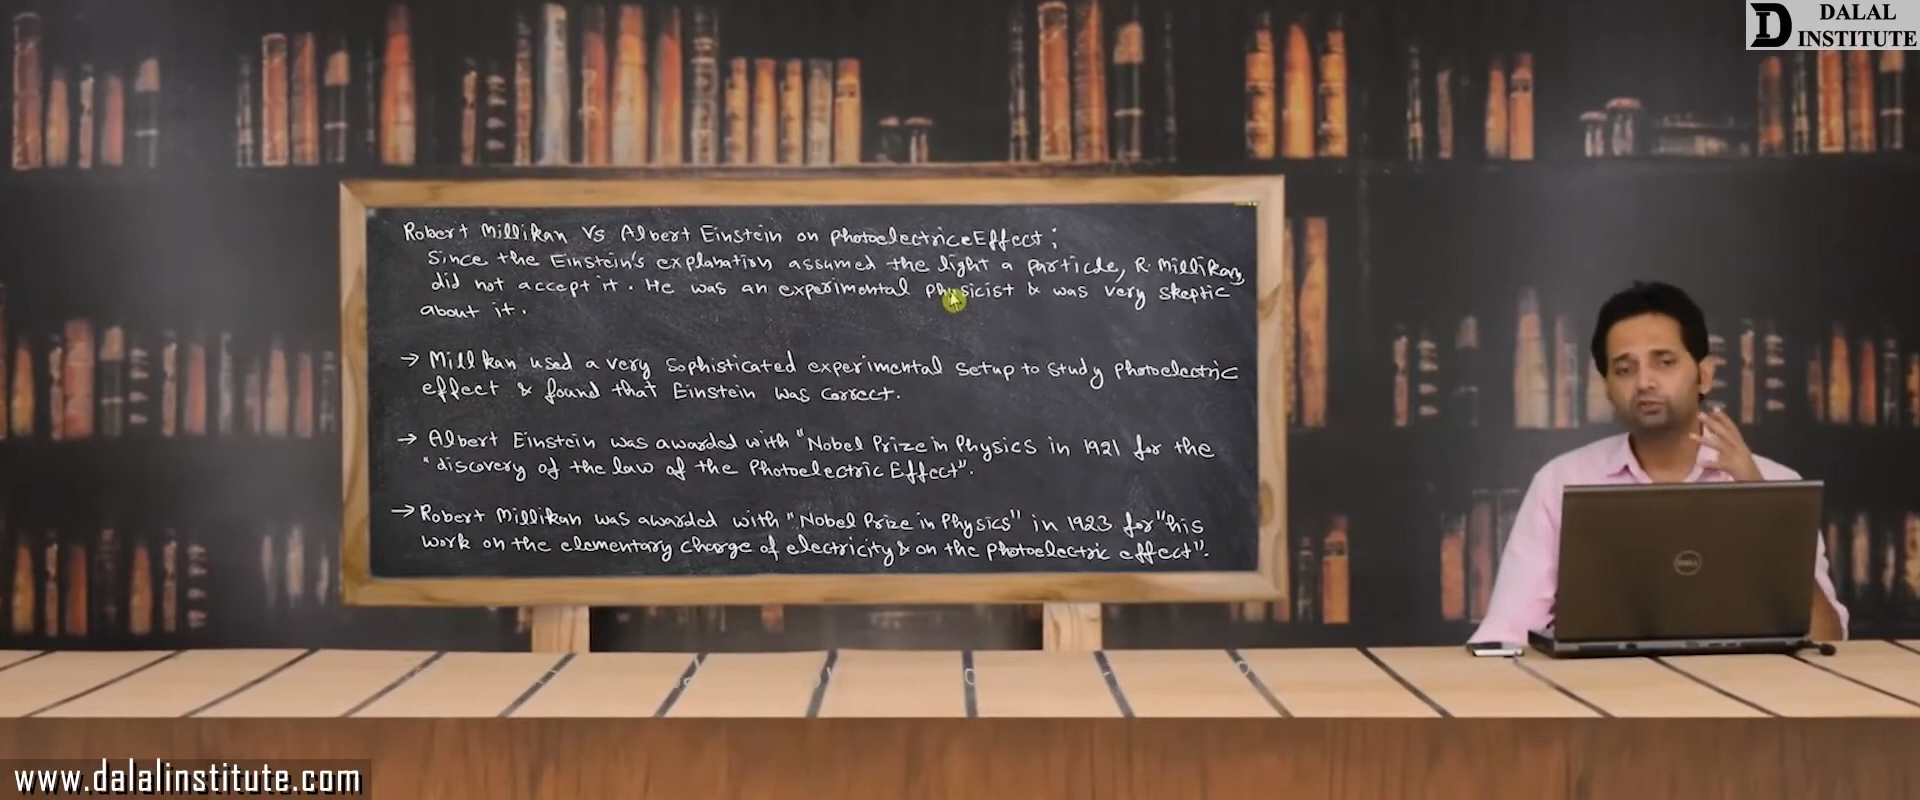 DALAL
INSTITUTE
Robert Millikan Vs Albert Einstein on PhotoelectriceEffect ;
Since the Einstein's explanation assumed the light a particle, R. Millikan,
did not accept it. He was an experimental physicist & was very skeptic
about it.
→ Millkan used a very sophisticated experimental setup to study photoelectric
effect & found that Einstein was correct.
→ Albert Einstein was awarded with "Nobel Prize in Physics in 1921 for the
"discovery of the law of the Photoelectric Effect".
→ Robert Millikan was awarded with "Nobel Prize in Physics" in 1923 for "his
work on the elementary charge of electricity & on the photoelectric effect".
DELL
www.dalalinstitute.com